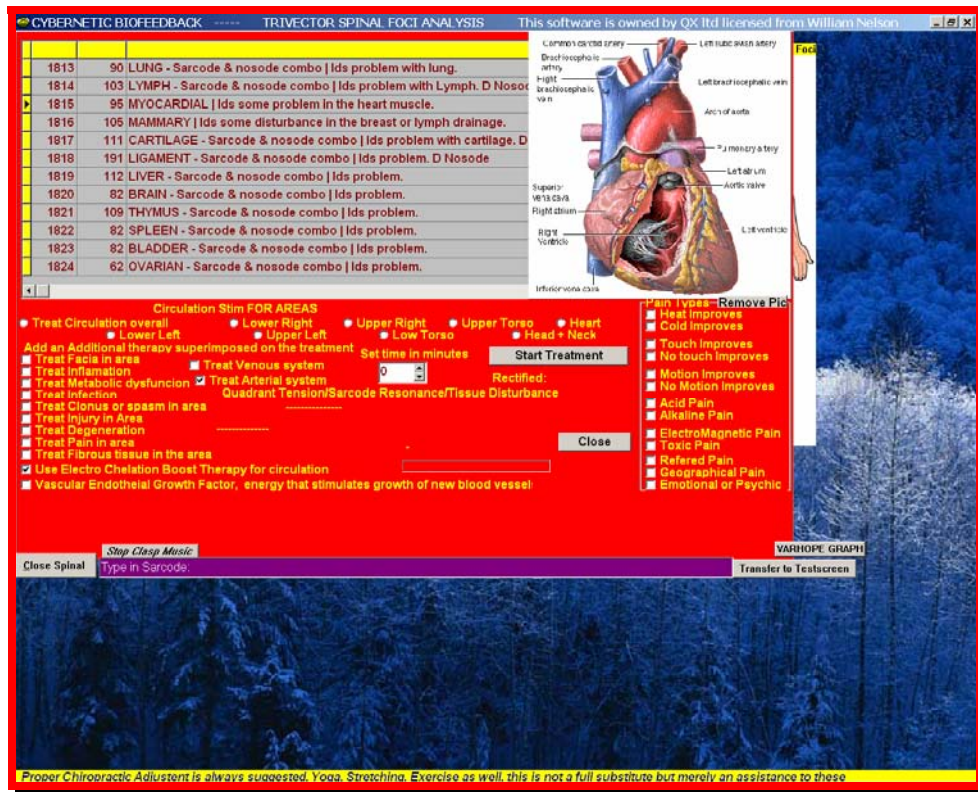 CYBERNETIC BIOFEEDBACK ----- TRIVECTOR SPINAL FOCI ANALYSIS This software is owned by QX ltd licensed from William Nelson
Foci
1813 90 LUNG - Sarcode & nosode combo | Ids problem with lung.
1814 103 LYMPH - Sarcode & nosode combo | Ids problem with Lymph. D Nosod
1815 95 MYOCARDIAL | Ids some problem in the heart muscle.
1816 105 MAMMARY | Ids some disturbance in the breast or lymph drainage.
1817 111 CARTILAGE - Sarcode & nosode combo | Ids problem with cartilage. D
1818 191 LIGAMENT - Sarcode & nosode combo | Ids problem. D Nosode
1819 112 LIVER - Sarcode & nosode combo | Ids problem.
1820 82 BRAIN - Sarcode & nosode combo | Ids problem.
1821 109 THYMUS - Sarcode & nosode combo | Ids problem.
1822 82 SPLEEN - Sarcode & nosode combo | Ids problem.
1823 82 BLADDER - Sarcode & nosode combo | Ids problem.
1824 62 OVARIAN - Sarcode & nosode combo | Ids problem.
Common carotid artery
Left subclavian artery
Brachiocephalic
artery
Right
brachiocephalic
vein
Left brachiocephalic vein
Arch of aorta
Pulmonary artery
Left atrium
Aortic valve
Superior
vena cava
Right atrium
Right
Ventricle
Left ventricle
Inferior vena cava
Circulation Stim FOR AREAS
Treat Circulation overall Lower Right Upper Right Upper Torso Heart
Lower Left Upper Left Low Torso Head + Neck
Add an Additional therapy superimposed on the treatment
Treat Facia in area
Treat Inflamation
Treat Metabolic dysfuncion
Treat Infection
Treat Clonus or spasm in area
Treat Injury in Area
Treat Degeneration
Treat Pain in area
Treat Fibrous tissue in the area
Use Electro Chelation Boost Therapy for circulation
Vascular Endotheial Growth Factor, energy that stimulates growth of new blood vessel
Treat Venous system
Treat Arterial system
Set time in minutes
0
Start Treatment
Rectified:
Quadrant Tension/Sarcode Resonance/Tissue Disturbance
---------------
--------------
-
Close
Pain Types
Remove Pic
Heat Improves
Cold Improves
Touch Improves
No touch Improves
Motion Improves
No Motion Improves
Acid Pain
Alkaline Pain
ElectroMagnetic Pain
Toxic Pain
Refered Pain
Geographical Pain
Emotional or Psychic
Stop Clasp Music
VARHOPE GRAPH
Close Spinal
Type in Sarcode:
Transfer to Testscreen
Proper Chiropractic Adjustent is always suggested. Yoga. Stretching. Exercise as well. this is not a full substitute but merely an assistance to these